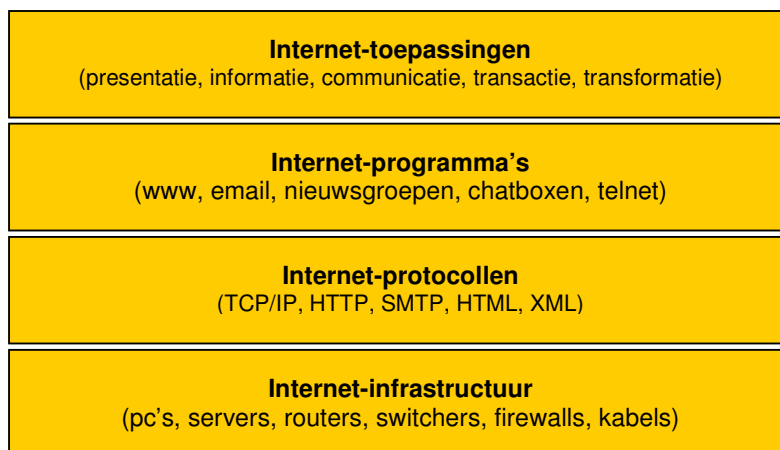 Internet-toepassingen
(presentatie, informatie, communicatie, transactie, transformatie)
Internet-programma's
(www, email, nieuwsgroepen, chatboxen, telnet)
Internet-protocollen
(TCP/IP, HTTP, SMTP, HTML, XML)
Internet-infrastructuur
(pc's, servers, routers, switchers, firewalls, kabels)